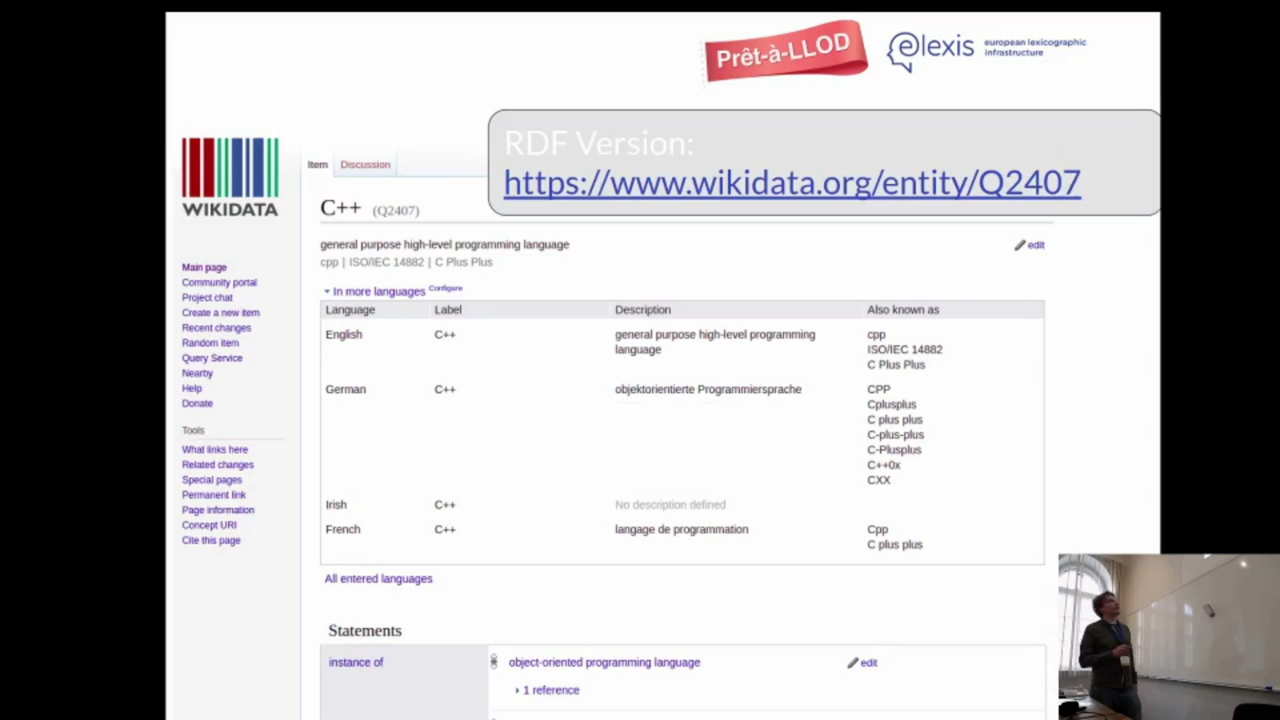 Prêt-à-LLOD
elexis european lexicographic
infrastructure
RDF Version:
https://www.wikidata.org/entity/Q2407
WIKIDATA
Item Discussion
C++ (Q2407)
general purpose high-level programming language
edit
cpp | ISO/IEC 14882 | C Plus Plus
In more languages Configure
Language Label Description Also known as
English C++ general purpose high-level programming language cpp
ISO/IEC 14882
C Plus Plus
German C++ objektorientierte Programmiersprache CPP
Cplusplus
C plus plus
C-plus-plus
C-Plusplus
C++0x
CXX
Irish C++ No description defined
French C++ langage de programmation Cpp
C plus plus
All entered languages
Statements
instance of object-oriented programming language edit
1 reference
Main page
Community portal
Project chat
Create a new item
Recent changes
Random item
Query Service
Nearby
Help
Donate
Tools
What links here
Related changes
Special pages
Permanent link
Page information
Concept URI
Cite this page